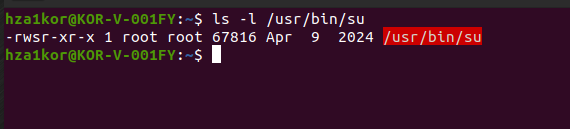 hza1kor@KOR-V-001FY:~$ ls -l /usr/bin/su
-rwsr-xr-x 1 root root 67816 Apr  9  2024 /usr/bin/su
hza1kor@KOR-V-001FY:~$